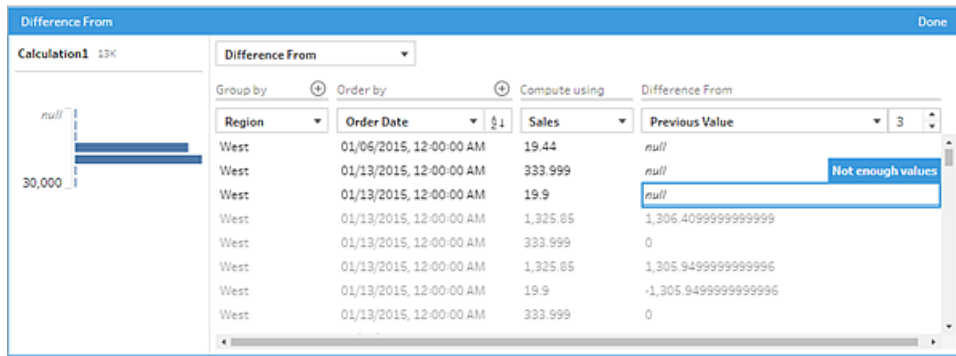 Difference From Done
Calculation1 13K
Difference From
Group by Order by Compute using Difference From
Region Order Date Sales Previous Value 3
null
30,000
West 01/06/2015, 12:00:00 AM 19.44 null
West 01/13/2015, 12:00:00 AM 333.999 null Not enough values
West 01/13/2015, 12:00:00 AM 19.9 null
West 01/13/2015, 12:00:00 AM 1,325.85 1,306.4099999999999
West 01/13/2015, 12:00:00 AM 333.999 0
West 01/13/2015, 12:00:00 AM 1,325.85 1,305.9499999999996
West 01/13/2015, 12:00:00 AM 19.9 -1,305.9499999999996
West 01/13/2015, 12:00:00 AM 333.999 0